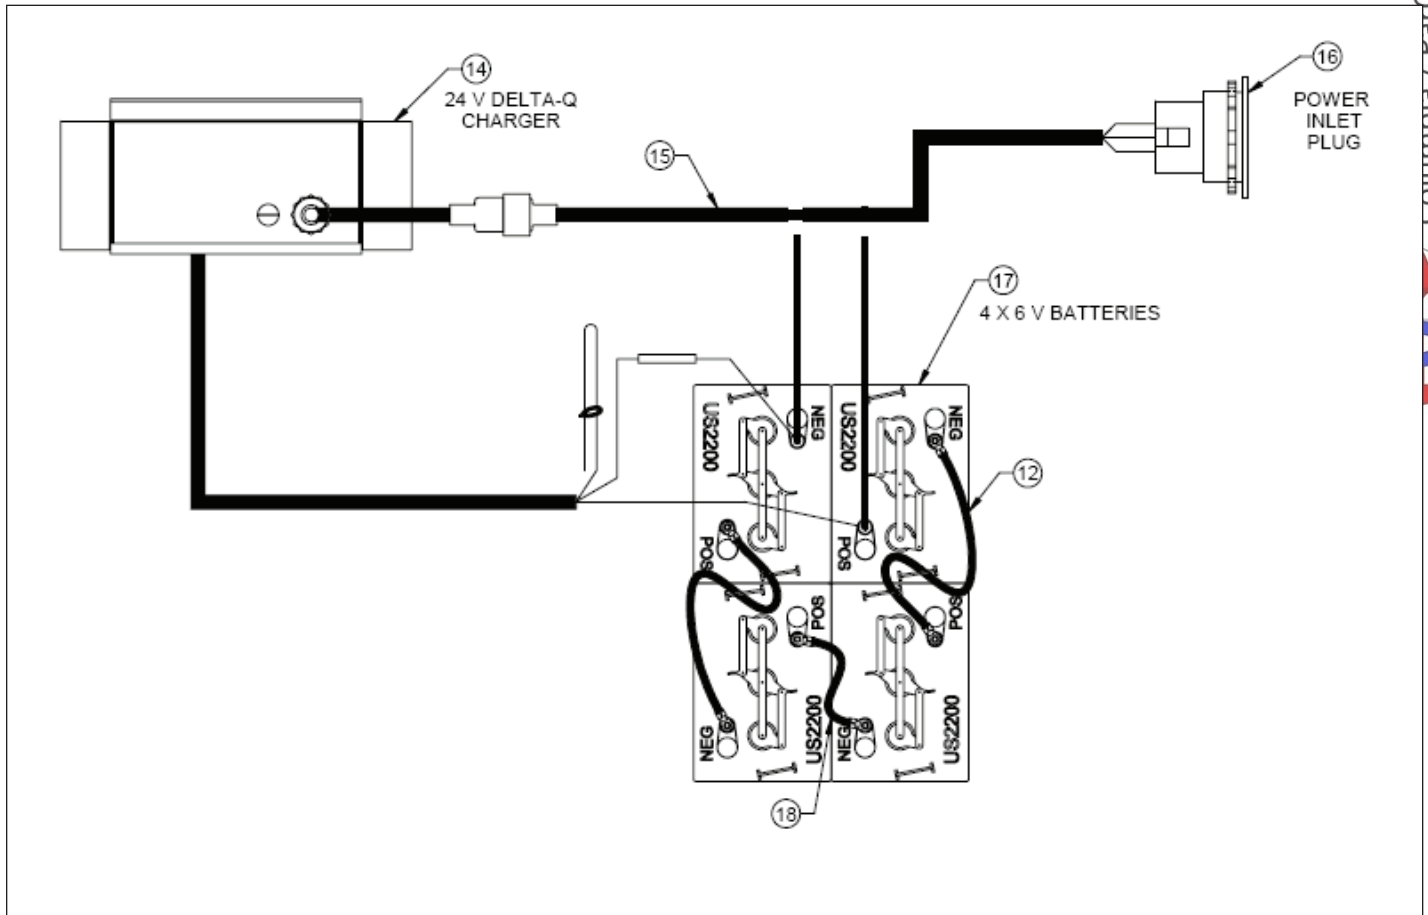 14
24 V DELTA-Q
CHARGER
16
POWER
INLET
PLUG
15
17
4 X 6 V BATTERIES
US2200
NEG
US2200
NEG
12
POS
POS
POS
POS
NEG
US2200
NEG
US2200
18